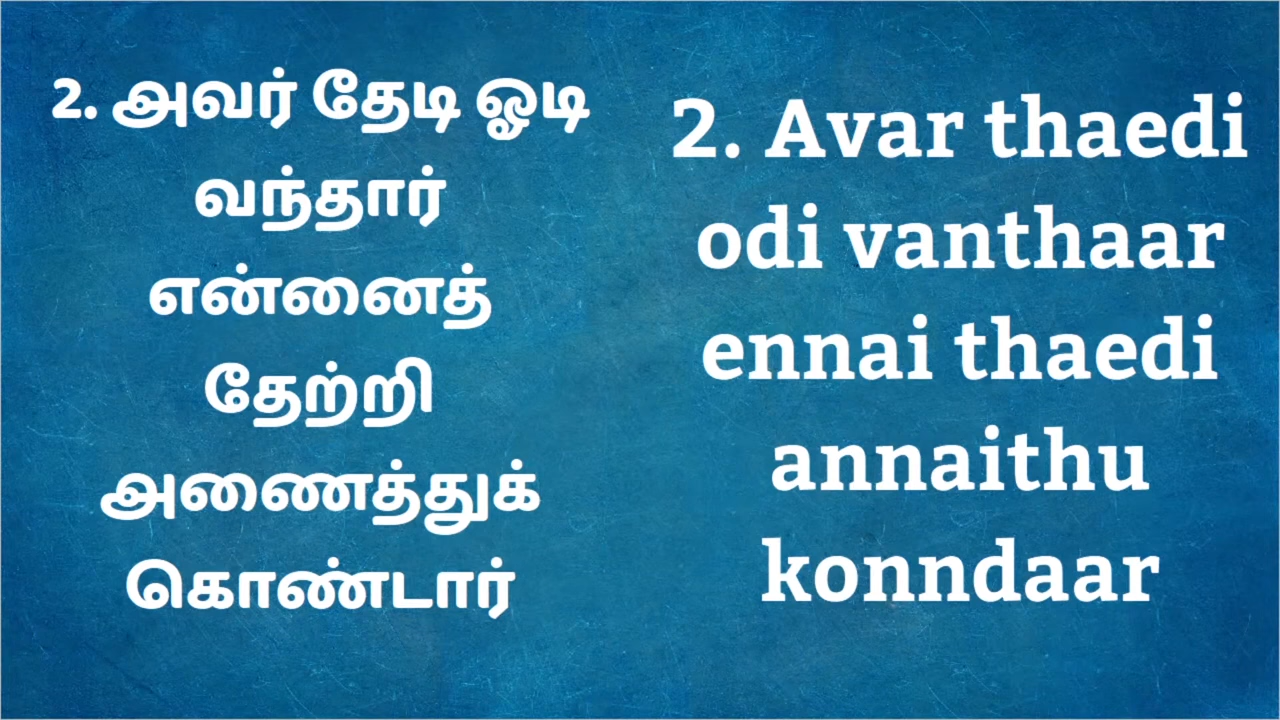 2. அவர் தேடி ஓடி
வந்தார்
என்னைத்
தேற்றி
அணைத்துக்
கொண்டார்
2. Avar thaedi
odi vanthaar
ennai thaedi
annaithu
konndaar